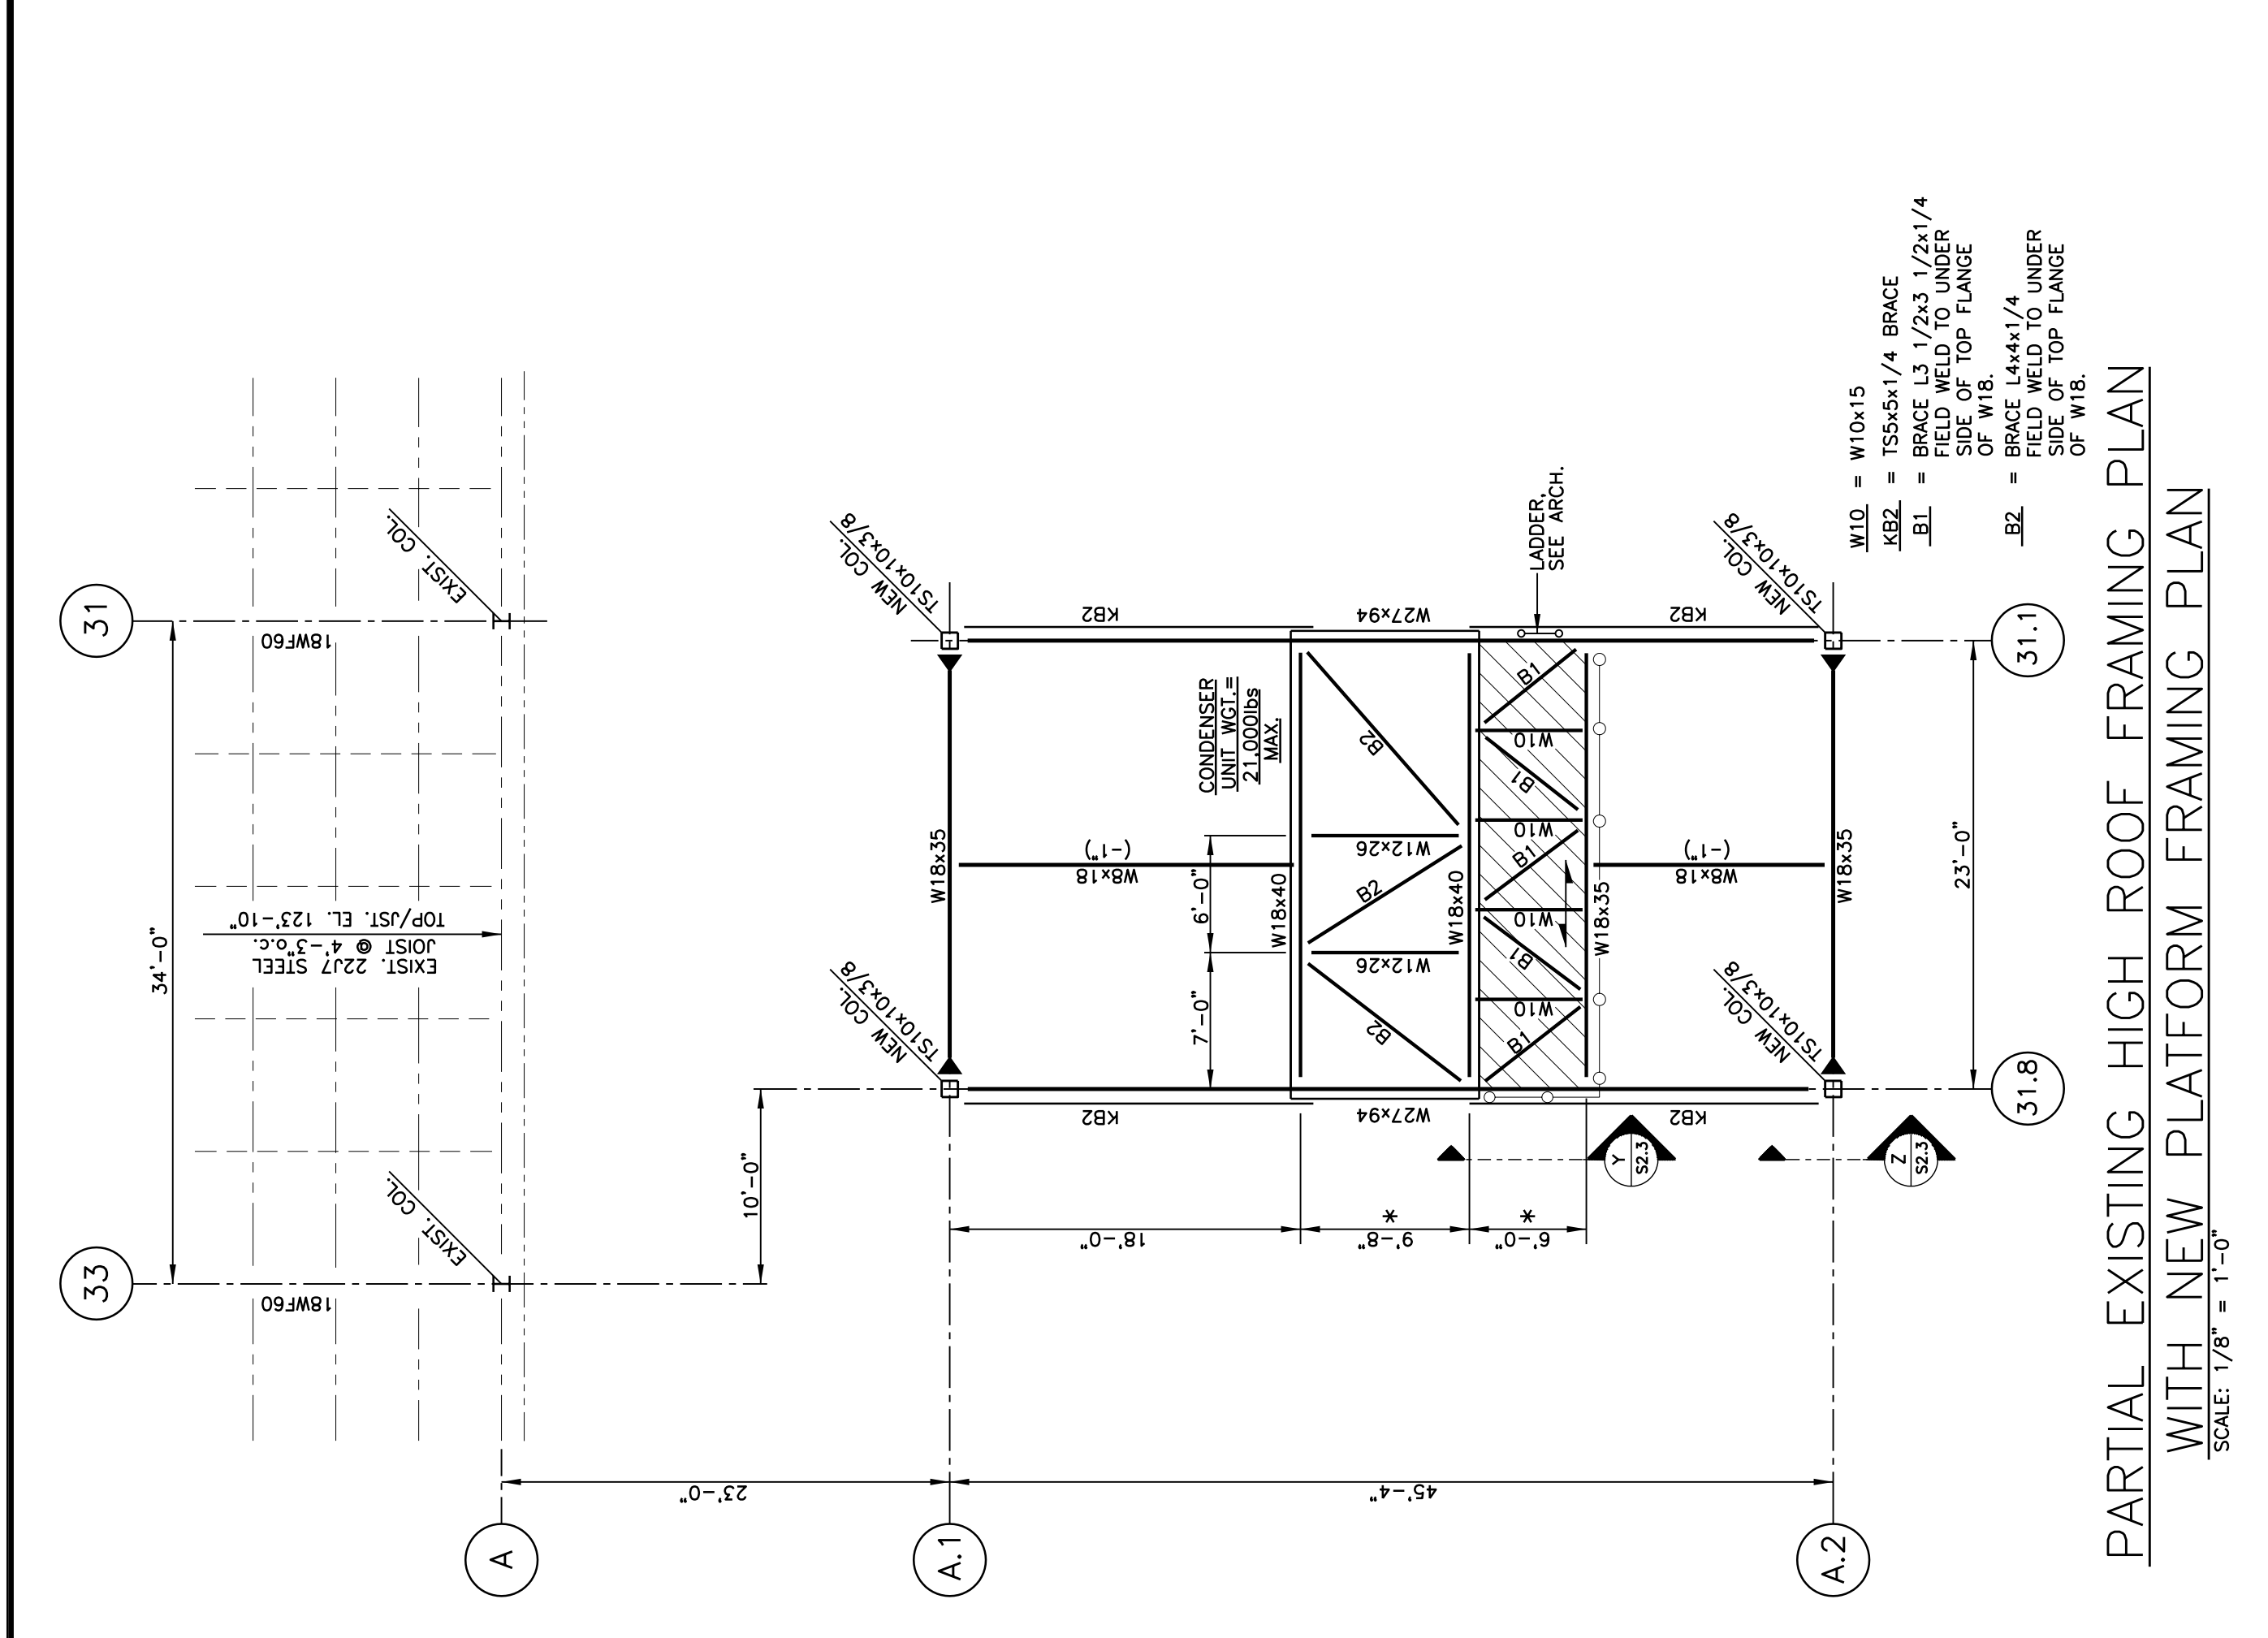 33
31
34'-0"
18WF60
18WF60
EXIST. COL.
EXIST. COL.
EXIST. 22J7 STEEL
JOIST @ 4'-3"o.c.
TOP/JST. EL. 123'-10"
A
23'-0"
10'-0"
A.1
45'-4"
A.2
NEW COL.
TS10x10x3/8
NEW COL.
TS10x10x3/8
NEW COL.
TS10x10x3/8
NEW COL.
TS10x10x3/8
W18x35
W8x18
(-1")
KB2
KB2
CONDENSER
UNIT WGT.=
21,000lbs
MAX.
7'-0"
6'-0"
W18x40
W27x94
W27x94
B2
W12x26
B2
W12x26
B2
W18x40
B1
W10
B1
W10
B1
W10
B1
W10
B1
W18x35
LADDER,
SEE ARCH.
KB2
KB2
W8x18
(-1")
W18x35
18'-0"
9'-8"
*
6'-0"
*
Y
S2.3
Z
S2.3
23'-0"
31.8
31.1
W10 = W10x15
KB2 = TS5x5x1/4 BRACE
B1 = BRACE L3 1/2x3 1/2x1/4
FIELD WELD TO UNDER
SIDE OF TOP FLANGE
OF W18.
B2 = BRACE L4x4x1/4
FIELD WELD TO UNDER
SIDE OF TOP FLANGE
OF W18.
PARTIAL EXISTING HIGH ROOF FRAMING PLAN
WITH NEW PLATFORM FRAMING PLAN
SCALE: 1/8" = 1'-0"